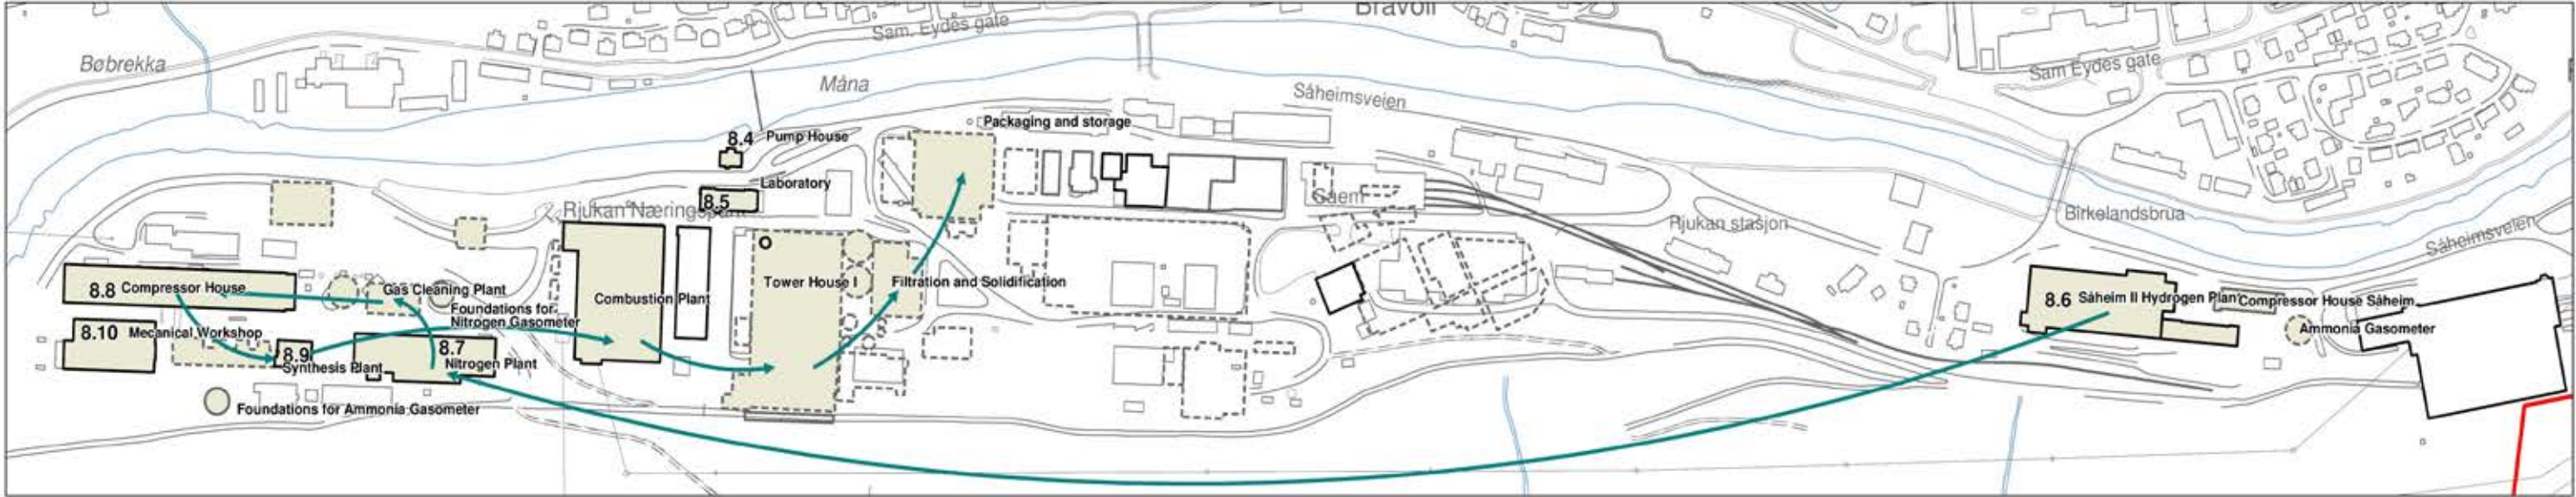 Bravoll
Sam. Eydes gate
Bøbrekka
Sam Eydes gate
Måna
Såheimsveien
Packaging and storage
8.4 Pump House
Laboratory
8.5
Rjukan Næringspark
Saem
Rjukan stasjon
Birkelandsbrua
Såheimsveien
Tower House I
Filtration and Solidification
8.8 Compressor House
Gas Cleaning Plant
Combustion Plant
8.6 Såheim II Hydrogen Plant
Compressor House Såheim
Foundations for
Nitrogen Gasometer
Ammonia Gasometer
8.10 Mecanical Workshop
8.9
Synthesis Plant
8.7
Nitrogen Plant
Foundations for Ammonia Gasometer